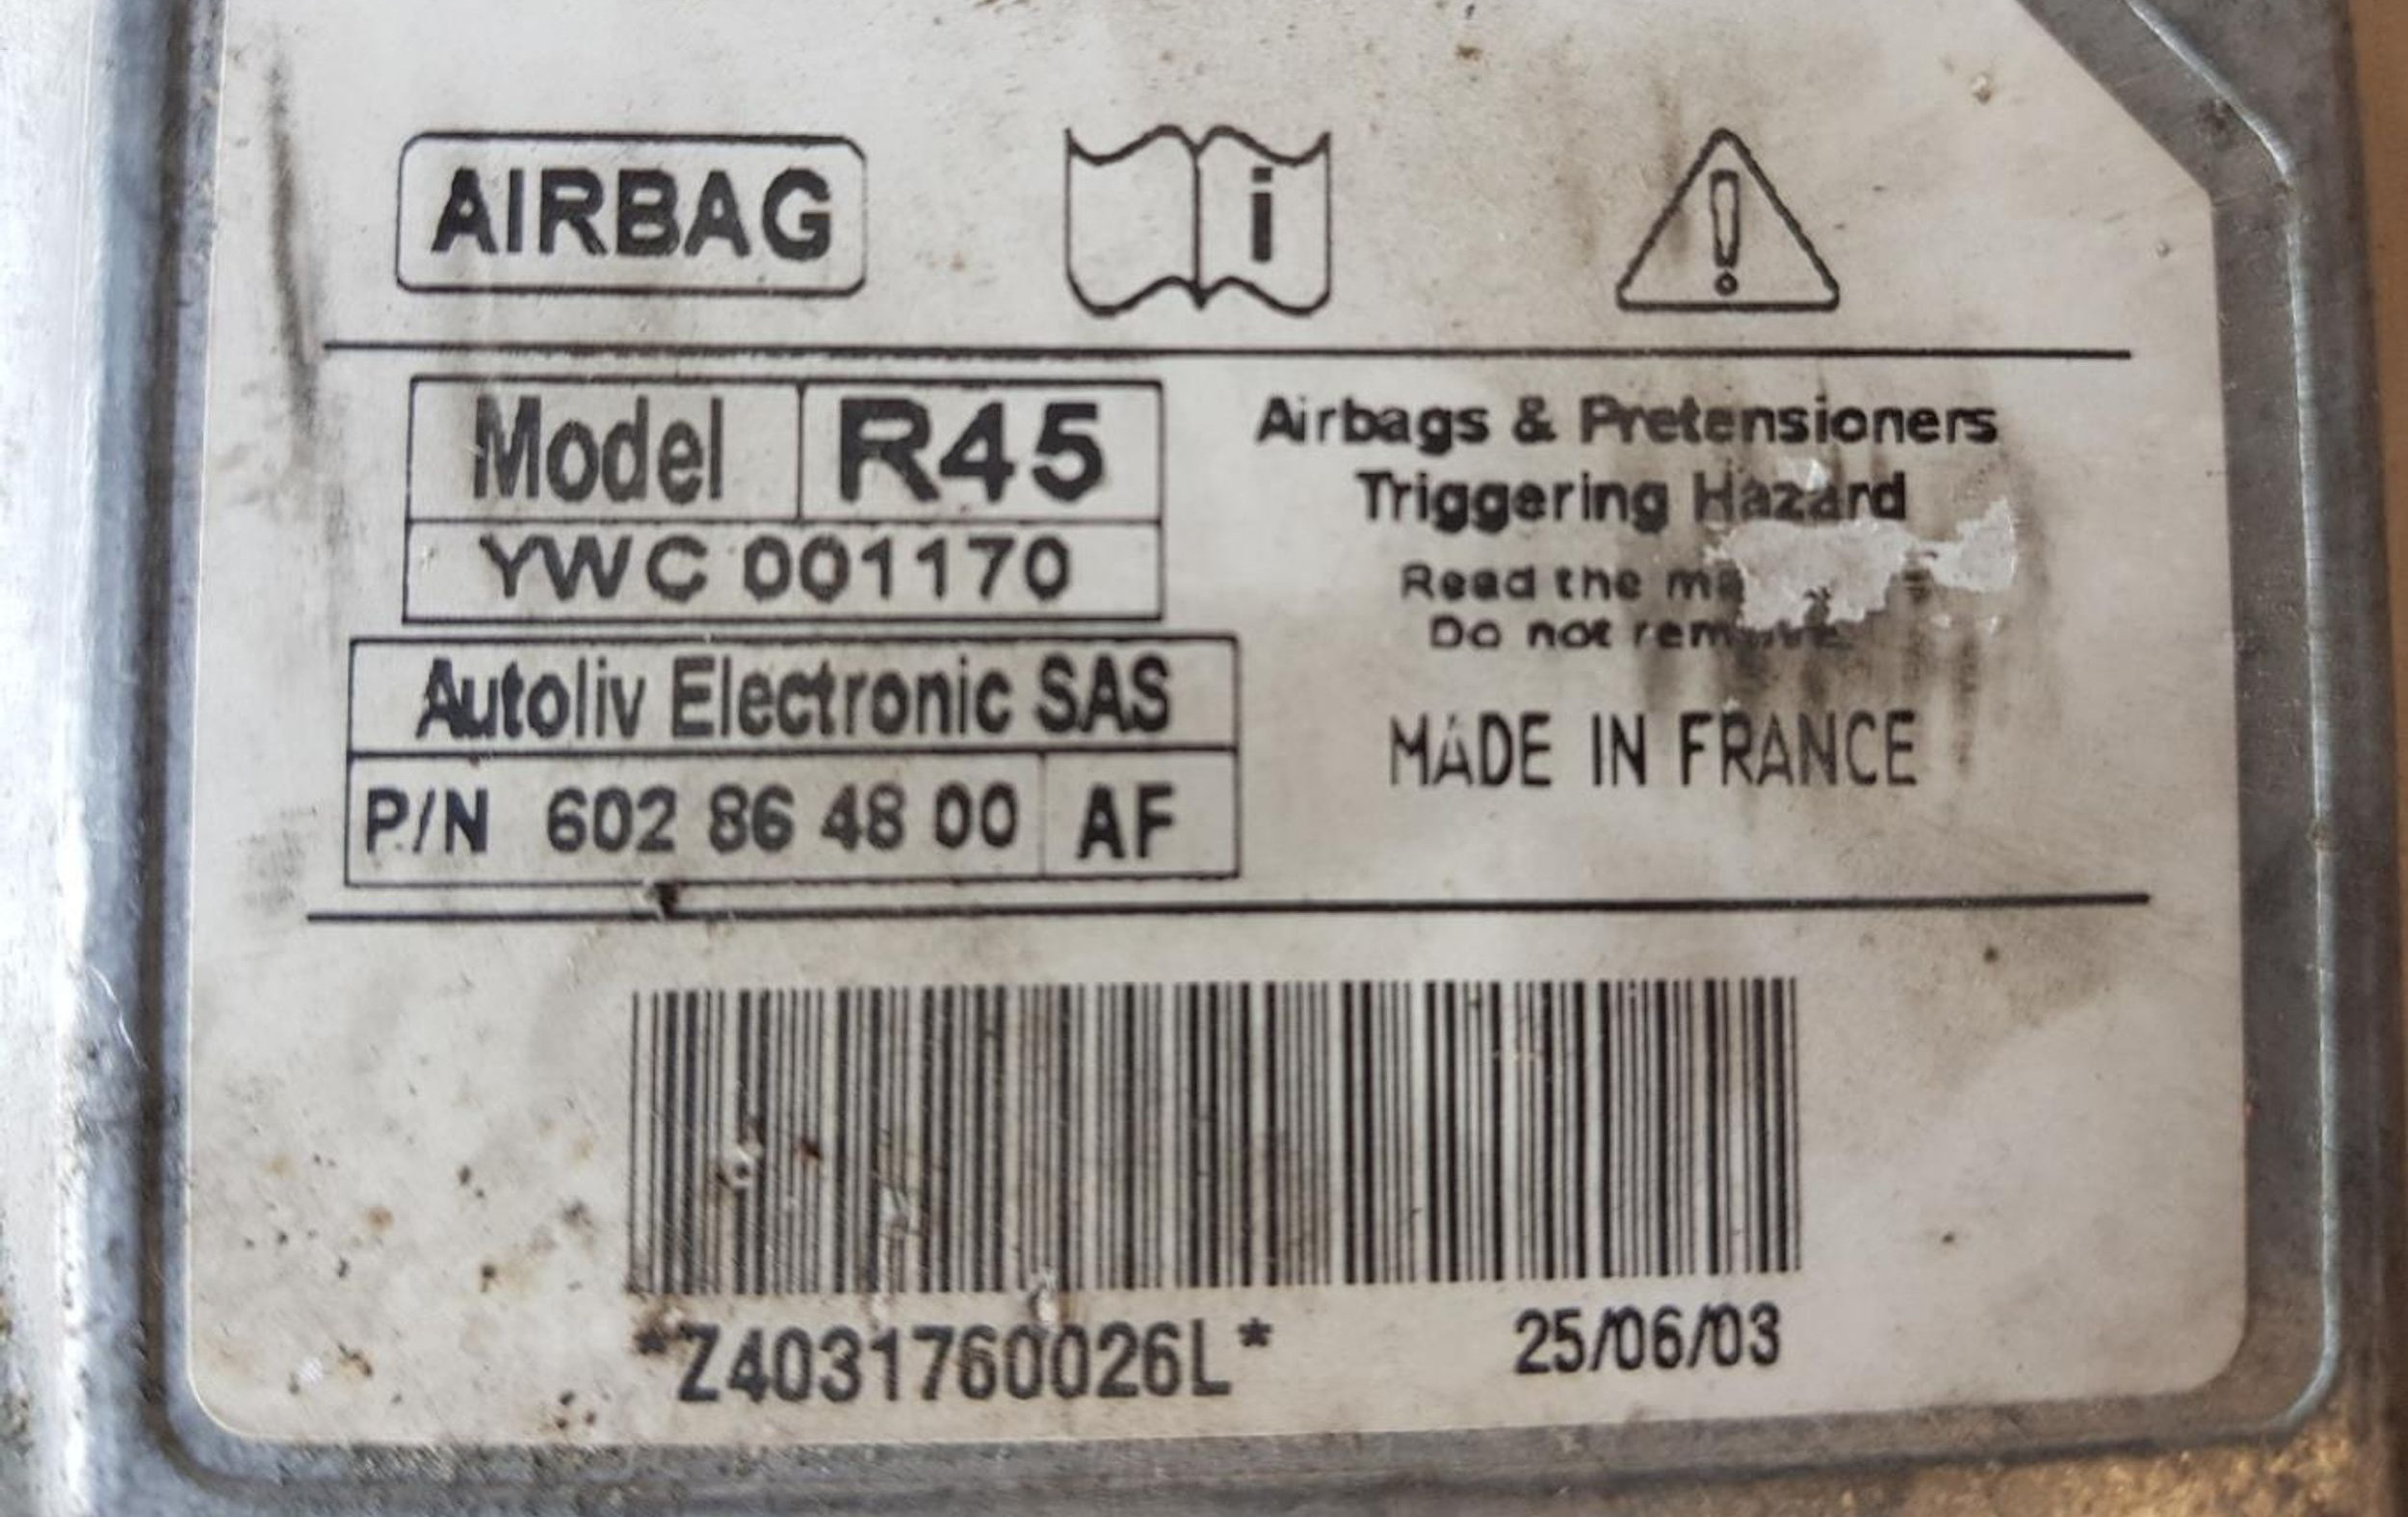 AIRBAG
i
Model R45
YWC 001170
Autoliv Electronic SAS
P/N 602 86 48 00 AF
Airbags & Pretensioners
Triggering Hazard
Read the
Do not remove
MADE IN FRANCE
*Z4031760026L*
25/06/03